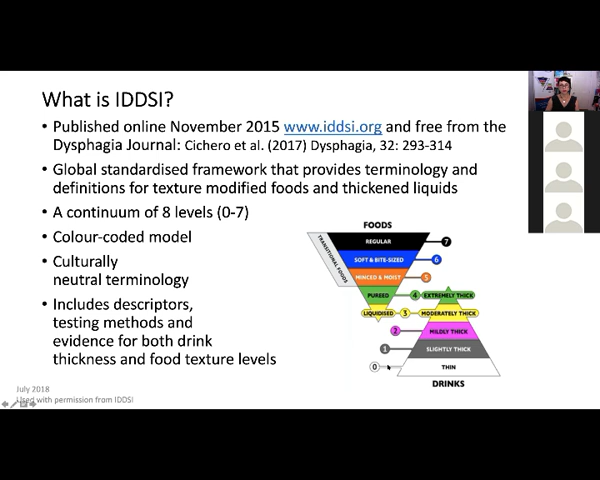 What is IDDSI?
• Published online November 2015 www.iddsi.org and free from the
Dysphagia Journal: Cichero et al. (2017) Dysphagia, 32: 293-314
• Global standardised framework that provides terminology and
definitions for texture modified foods and thickened liquids
• A continuum of 8 levels (0-7)
• Colour-coded model
• Culturally
neutral terminology
• Includes descriptors,
testing methods and
evidence for both drink
thickness and food texture levels
FOODS
TRANSITIONAL FOODS
REGULAR 7
SOFT & BITE-SIZED 6
MINCED & MOIST 5
PUREED 4 EXTREMELY THICK
LIQUIDISED 3 MODERATELY THICK
2 MILDLY THICK
1 SLIGHTLY THICK
0 THIN
DRINKS
July 2018
Used with permission from IDDSI